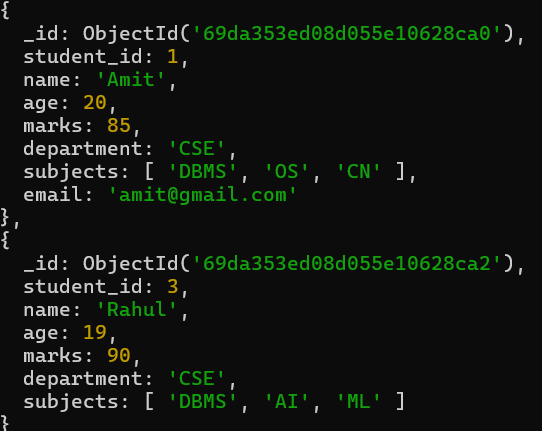 {
  _id: ObjectId('69da353ed08d055e10628ca0'),
  student_id: 1,
  name: 'Amit',
  age: 20,
  marks: 85,
  department: 'CSE',
  subjects: [ 'DBMS', 'OS', 'CN' ],
  email: 'amit@gmail.com'
},
{
  _id: ObjectId('69da353ed08d055e10628ca2'),
  student_id: 3,
  name: 'Rahul',
  age: 19,
  marks: 90,
  department: 'CSE',
  subjects: [ 'DBMS', 'AI', 'ML' ]
}